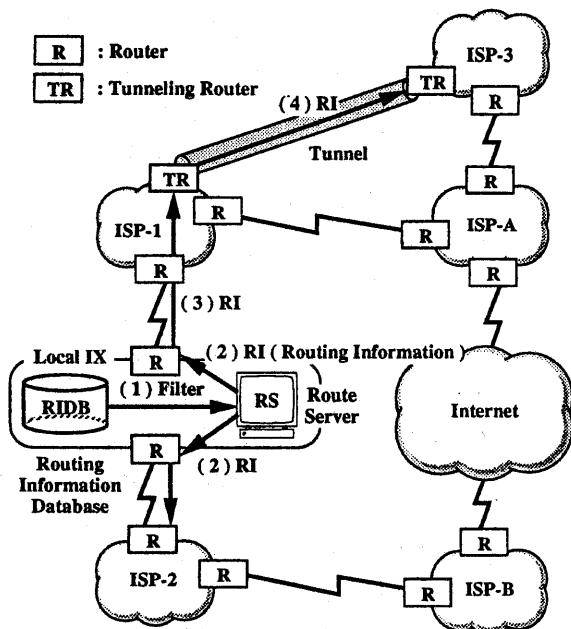 R : Router
TR : Tunneling Router
ISP-3
TR
R
(4) RI
Tunnel
TR
R
R
ISP-1
R
ISP-A
R
R
(3) RI
Local IX
R
(2) RI (Routing Information)
(1) Filter
RIDB
RS
Route
Server
Internet
R
(2) RI
Routing
Information
Database
R
ISP-2
R
R
R
ISP-B